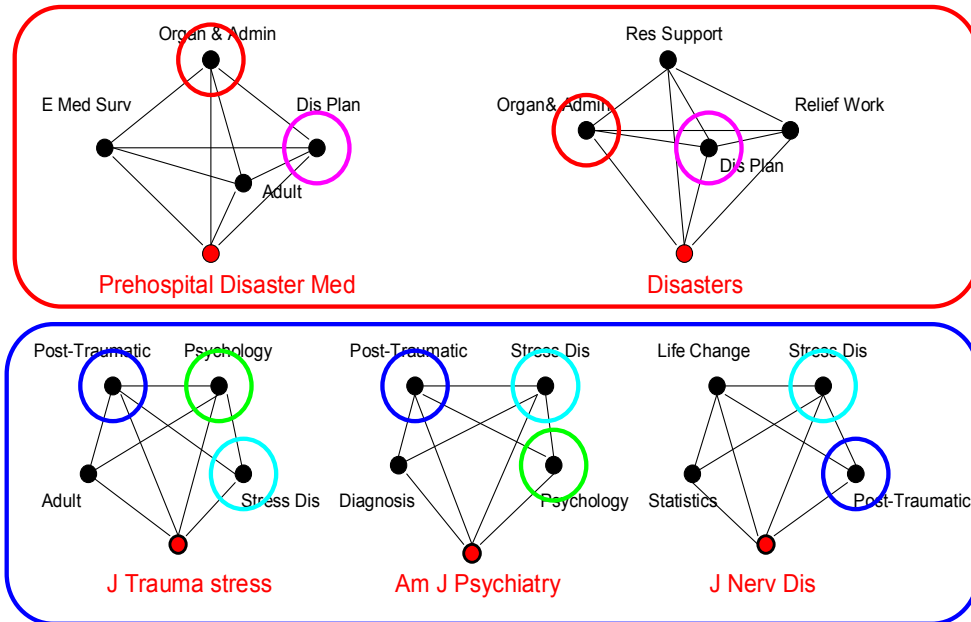 Organ & Admin
Res Support
E Med Surv
Dis Plan
Organ& Admin
Relief Work
Adult
Dis Plan
Prehospital Disaster Med
Disasters
Post-Traumatic
Psychology
Post-Traumatic
Stress Dis
Life Change
Stress Dis
Adult
Stress Dis
Diagnosis
Psychology
Statistics
Post-Traumatic
J Trauma stress
Am J Psychiatry
J Nerv Dis